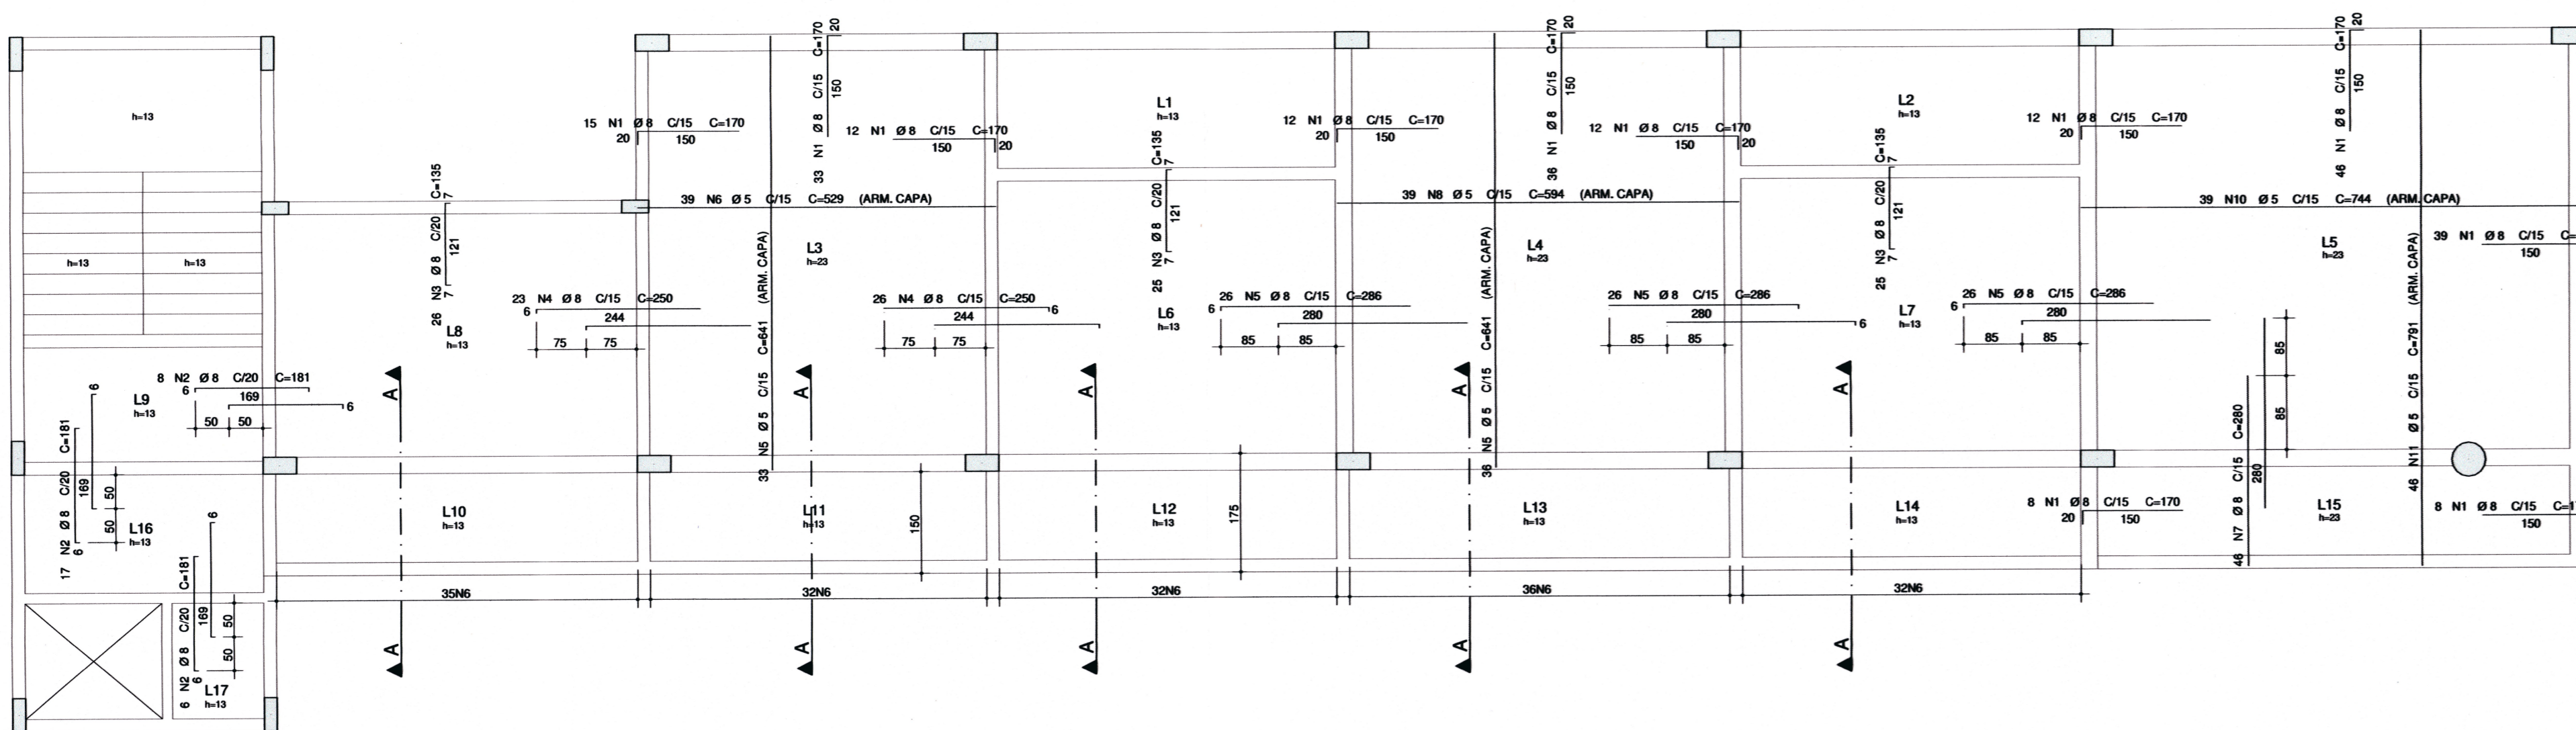 h=13
h=13
h=13
15 N1 Ø 8 C/15 C=170
20 150
33 N1 Ø 8 C/15 C=170
150
20
12 N1 Ø 8 C/15 C=170
150 20
L1
h=13
12 N1 Ø 8 C/15 C=170
20 150
36 N1 Ø 8 C/15 C=170
150
20
12 N1 Ø 8 C/15 C=170
150 20
L2
h=13
12 N1 Ø 8 C/15 C=170
20 150
46 N1 Ø 8 C/15 C=170
150
20
26 N3 Ø 8 C/20 C=135
7 121 7
39 N6 Ø 5 C/15 C=529 (ARM. CAPA)
25 N3 Ø 8 C/20 C=135
7 121 7
39 N8 Ø 5 C/15 C=594 (ARM. CAPA)
25 N3 Ø 8 C/20 C=135
7 121 7
39 N10 Ø 5 C/15 C=744 (ARM. CAPA)
L3
h=23
L4
h=23
L5
h=23
39 N1 Ø 8 C/15 C=
150
33 N5 Ø 5 C/15 C=641 (ARM. CAPA)
36 N5 Ø 5 C/15 C=641 (ARM. CAPA)
46 N11 Ø 5 C/15 C=791 (ARM. CAPA)
L8
h=13
23 N4 Ø 8 C/15 C=250
6 244
75 75
26 N4 Ø 8 C/15 C=250
244 6
75 75
L6
h=13
26 N5 Ø 8 C/15 C=286
6 280
85 85
26 N5 Ø 8 C/15 C=286
280 6
85 85
L7
h=13
26 N5 Ø 8 C/15 C=286
6 280
85 85
8 N2 Ø 8 C/20 C=181
6 169 6
50 50
L9
h=13
17 N2 Ø 8 C/20 C=181
6 169 6
50 50
L16
h=13
6 N2 Ø 8 C/20 C=181
6 169 6
50 50
L17
h=13
A A A A A
L10
h=13
L11
h=13
150
L12
h=13
175
L13
h=13
L14
h=13
8 N1 Ø 8 C/15 C=170
20 150
46 N7 Ø 8 C/15 C=280
280
85 85
L15
h=23
8 N1 Ø 8 C/15 C=1
150
35N6 32N6 32N6 36N6 32N6
A A A A A